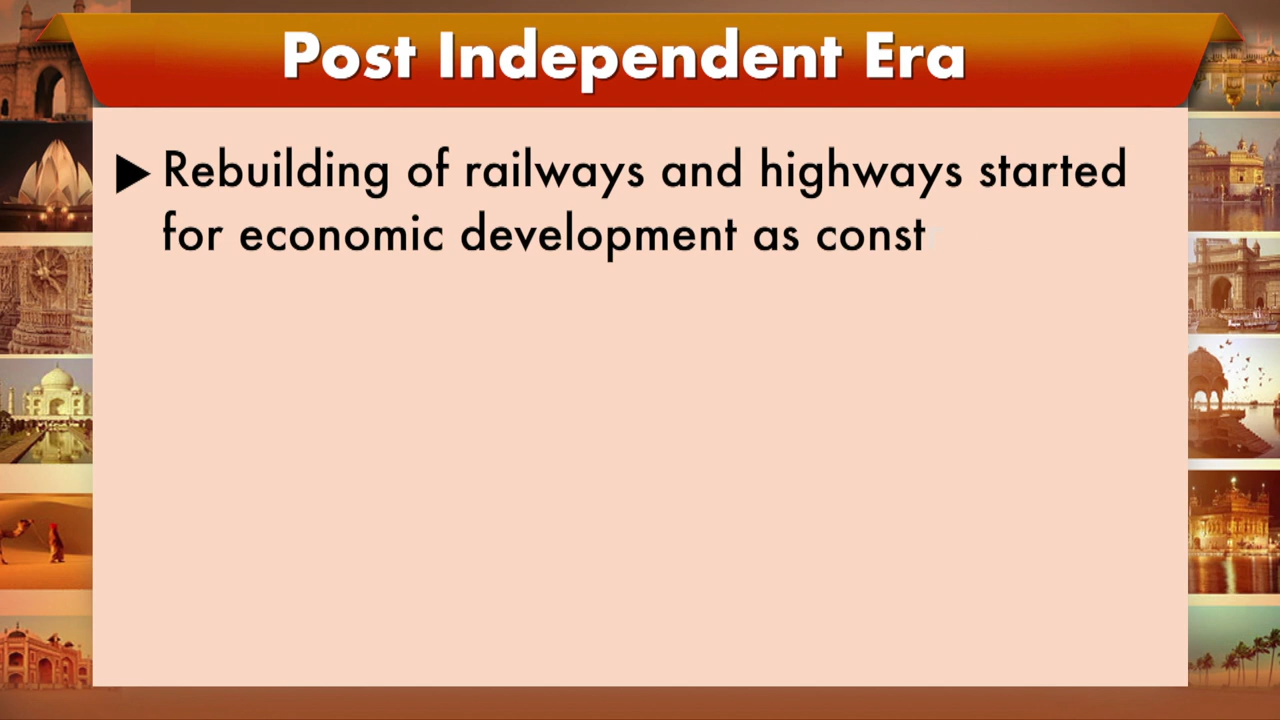 Post Independent Era
▶ Rebuilding of railways and highways started
for economic development as const